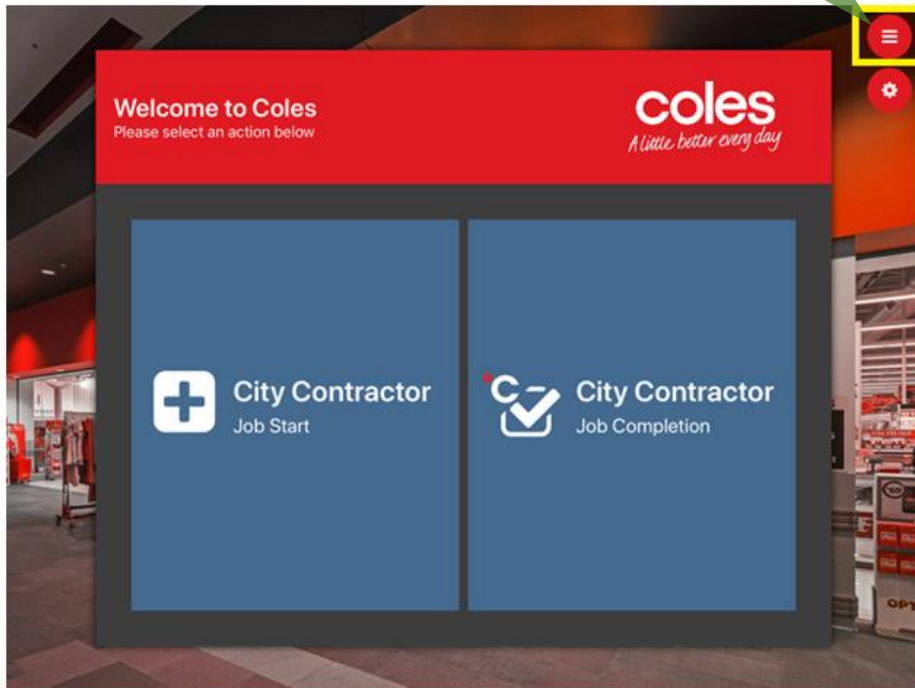 Welcome to Coles
Please select an action below
coles
A little better every day
City Contractor
Job Start
City Contractor
Job Completion
OPT